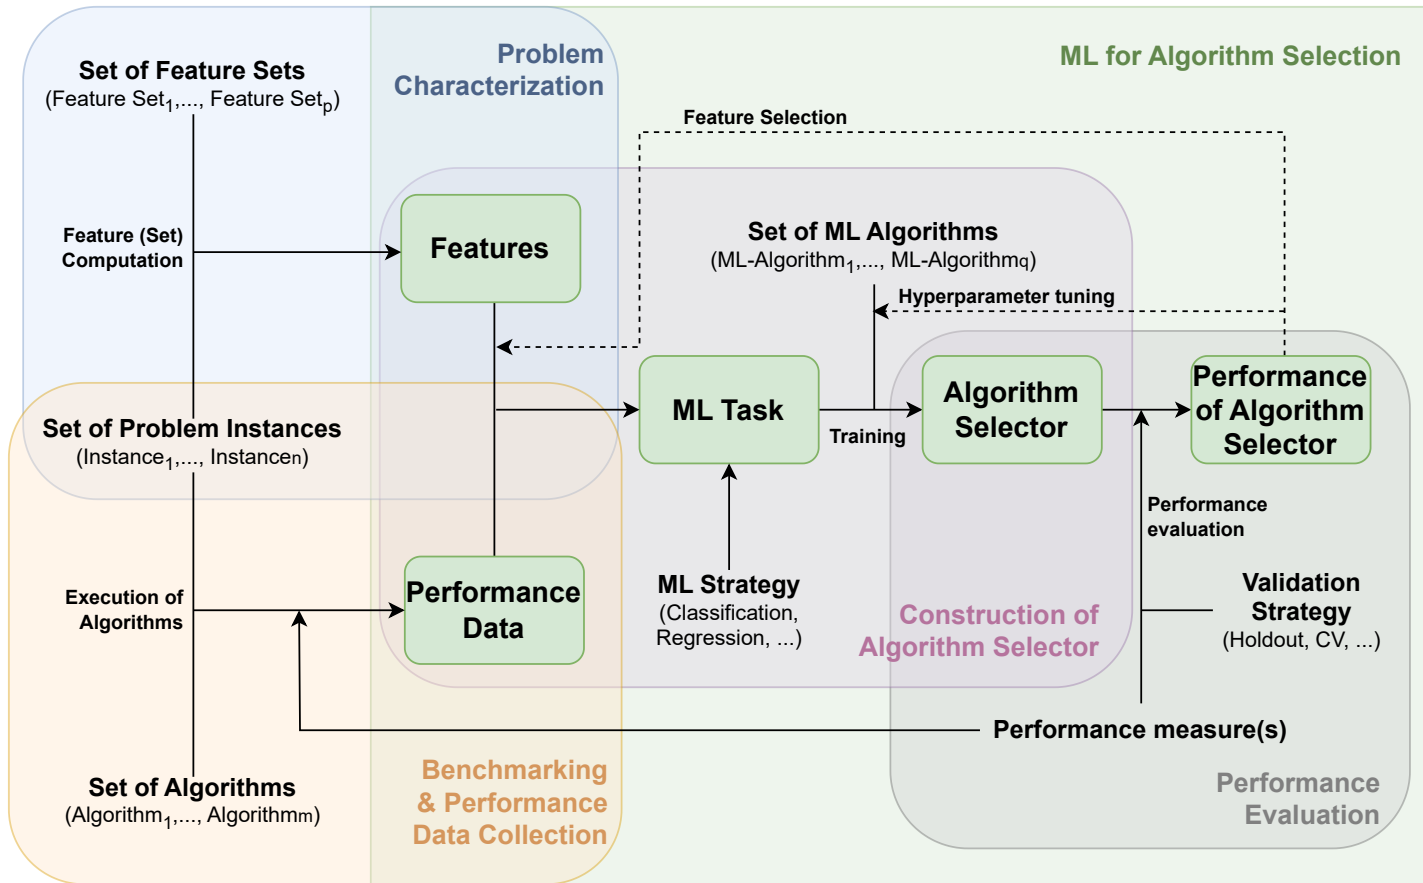 Problem
Characterization
ML for Algorithm Selection
Set of Feature Sets
(Feature Set1,..., Feature Setp)
Feature Selection
Feature (Set)
Computation
Features
Set of ML Algorithms
(ML-Algorithm1,..., ML-Algorithmq)
Hyperparameter tuning
Set of Problem Instances
(Instance1,..., Instancen)
ML Task
Training
Algorithm
Selector
Performance
of Algorithm
Selector
Performance
evaluation
Execution of
Algorithms
Performance
Data
ML Strategy
(Classification,
Regression, ...)
Construction of
Algorithm Selector
Validation
Strategy
(Holdout, CV, ...)
Performance measure(s)
Set of Algorithms
(Algorithm1,..., Algorithmm)
Benchmarking
& Performance
Data Collection
Performance
Evaluation